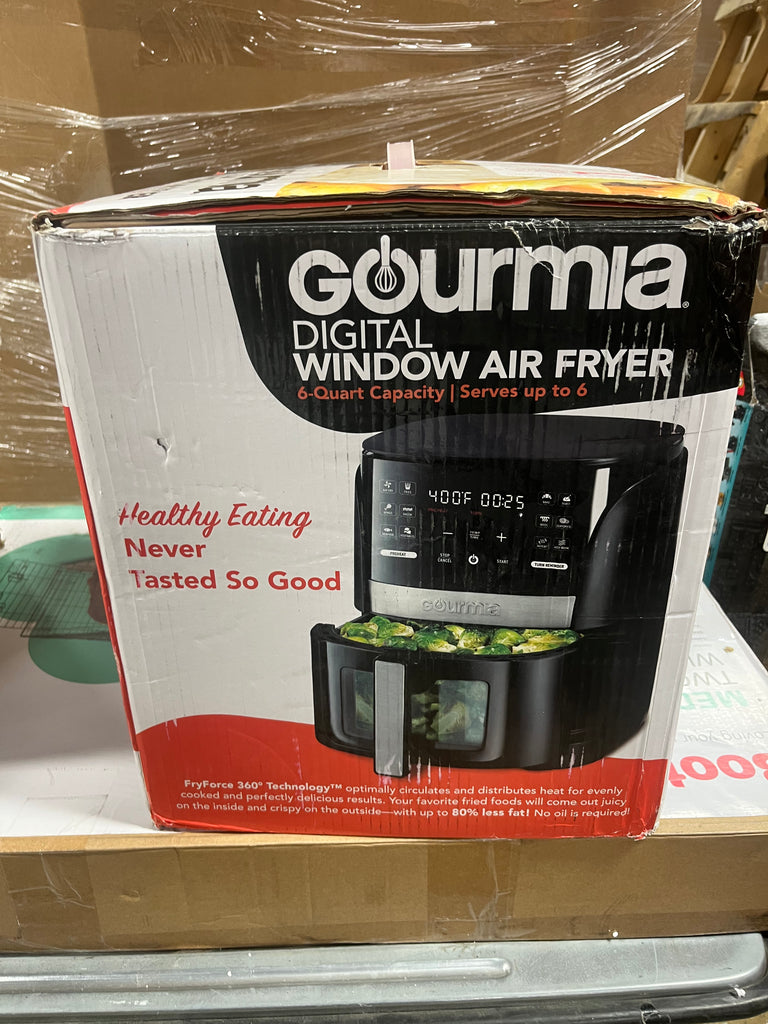 Gourmia®
DIGITAL
WINDOW AIR FRYER
6-Quart Capacity | Serves up to 6
Healthy Eating
Never
Tasted So Good
400°F 00:25
PREHEAT
STOP
CANCEL
START
TURN REMINDER
Gourmia
FryForce 360° Technology™ optimally circulates and distributes heat for evenly
cooked and perfectly delicious results. Your favorite fried foods will come out juicy
on the inside and crispy on the outside—with up to 80% less fat! No oil is required!